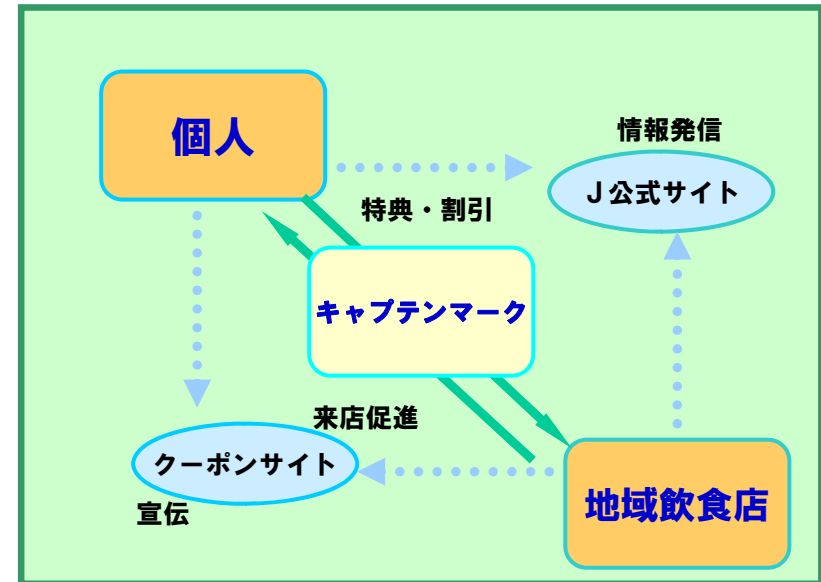 個人
情報発信
J公式サイト
特典・割引
キャプテンマーク
来店促進
クーポンサイト
宣伝
地域飲食店